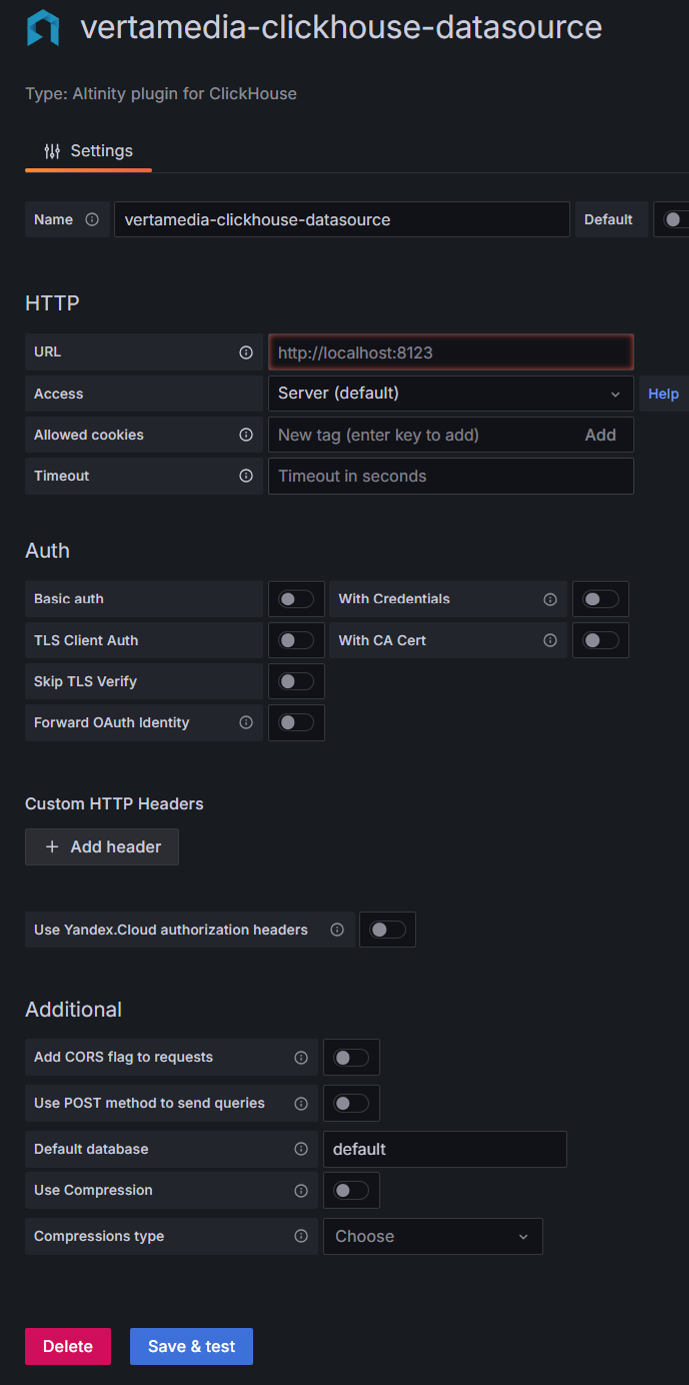 vertamedia-clickhouse-datasource
Type: Altinity plugin for ClickHouse
Settings
Name vertamedia-clickhouse-datasource Default
HTTP
URL http://localhost:8123
Access Server (default) Help
Allowed cookies New tag (enter key to add) Add
Timeout Timeout in seconds
Auth
Basic auth With Credentials
TLS Client Auth With CA Cert
Skip TLS Verify
Forward OAuth Identity
Custom HTTP Headers
Add header
Use Yandex.Cloud authorization headers
Additional
Add CORS flag to requests
Use POST method to send queries
Default database default
Use Compression
Compressions type Choose
Delete Save & test